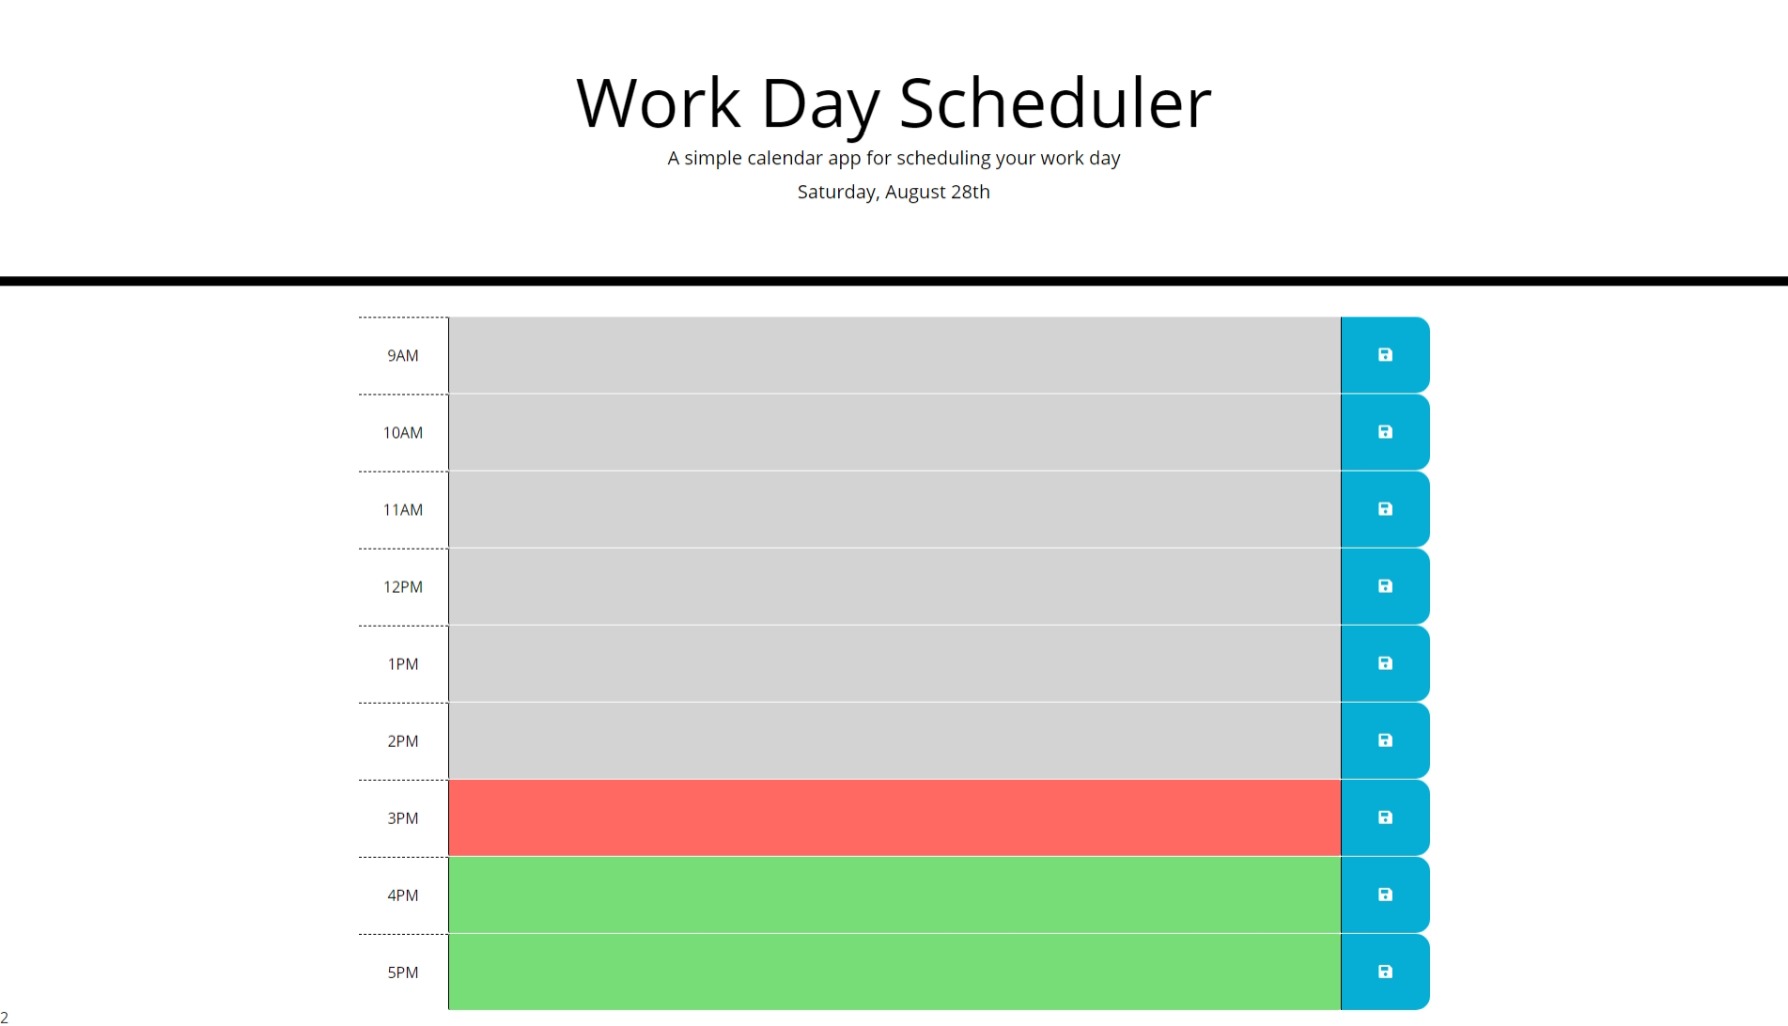 Work Day Scheduler
A simple calendar app for scheduling your work day
Saturday, August 28th
9AM
10AM
11AM
12PM
1PM
2PM
3PM
4PM
5PM
2